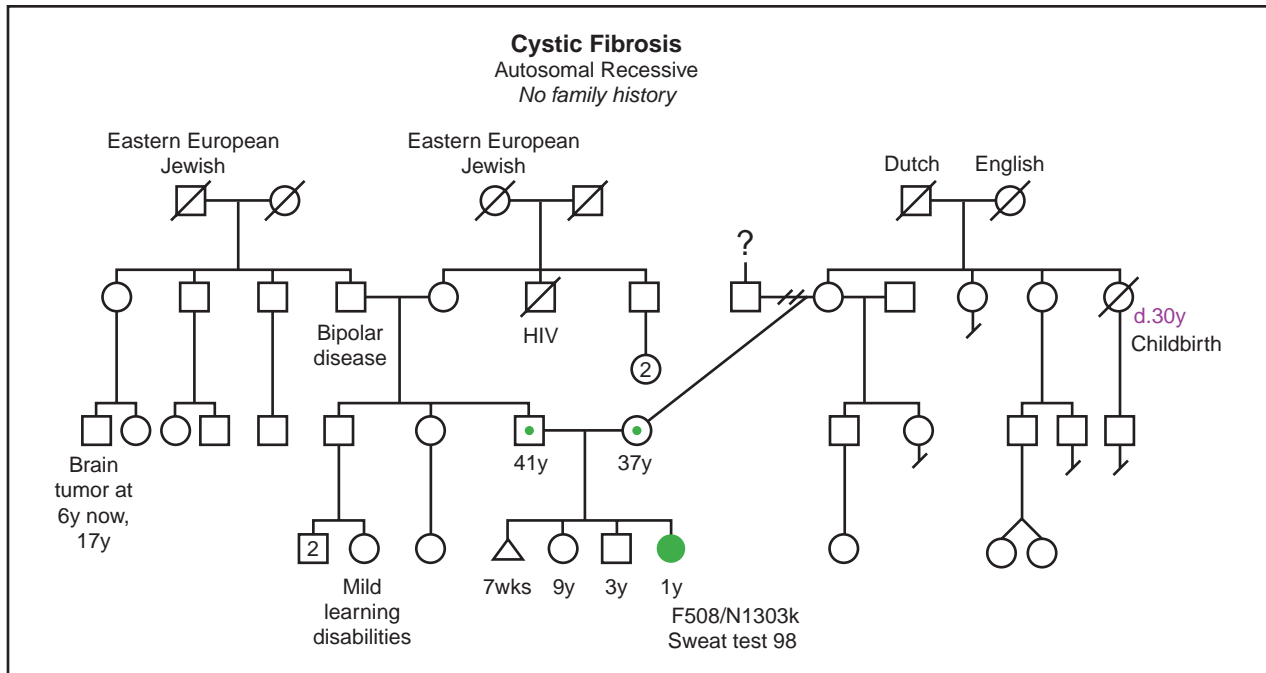 Cystic Fibrosis
Autosomal Recessive
No family history
Eastern European
Jewish
Eastern European
Jewish
Dutch
English
?
Bipolar
disease
HIV
d.30y
Childbirth
2
41y
37y
Brain
tumor at
6y now,
17y
2
Mild
learning
disabilities
7wks
9y
3y
1y
F508/N1303k
Sweat test 98